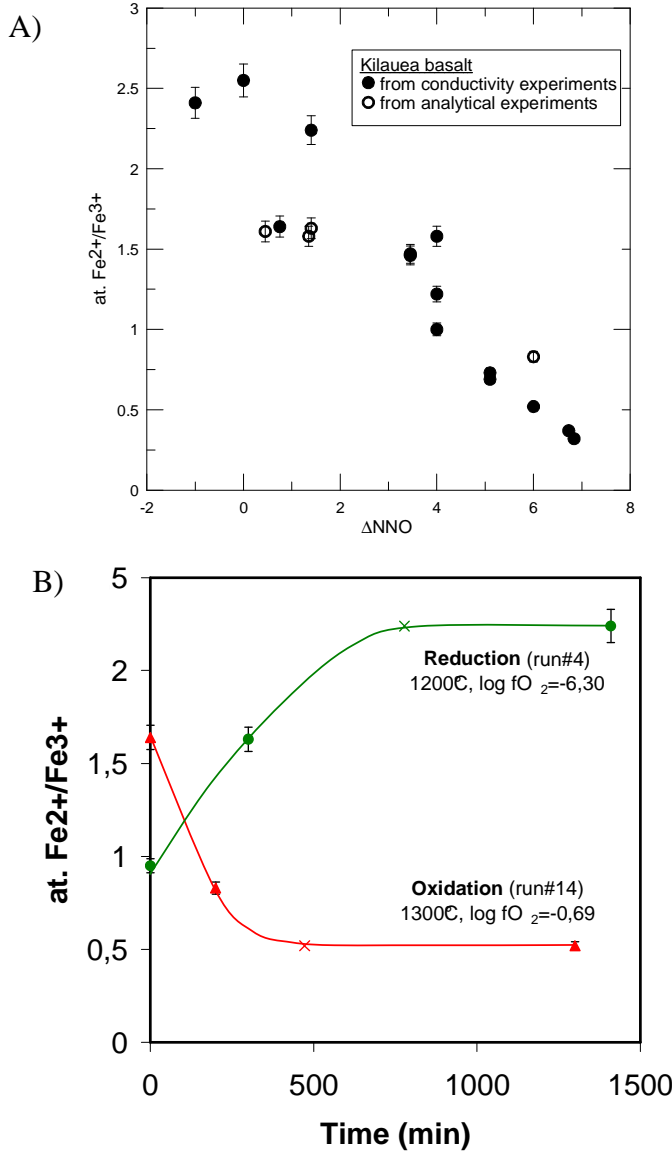 A)
3
2.5
2
1.5
1
0.5
0
at. Fe2+/Fe3+
Kilauea basalt
from conductivity experiments
from analytical experiments
-2 0 2 4 6 8
ΔNNO
B)
5
2
1,5
1
0,5
0
at. Fe2+/Fe3+
Reduction (run#4)
1200°C, log fO 2=-6,30
Oxidation (run#14)
1300°C, log fO 2=-0,69
0 500 1000 1500
Time (min)